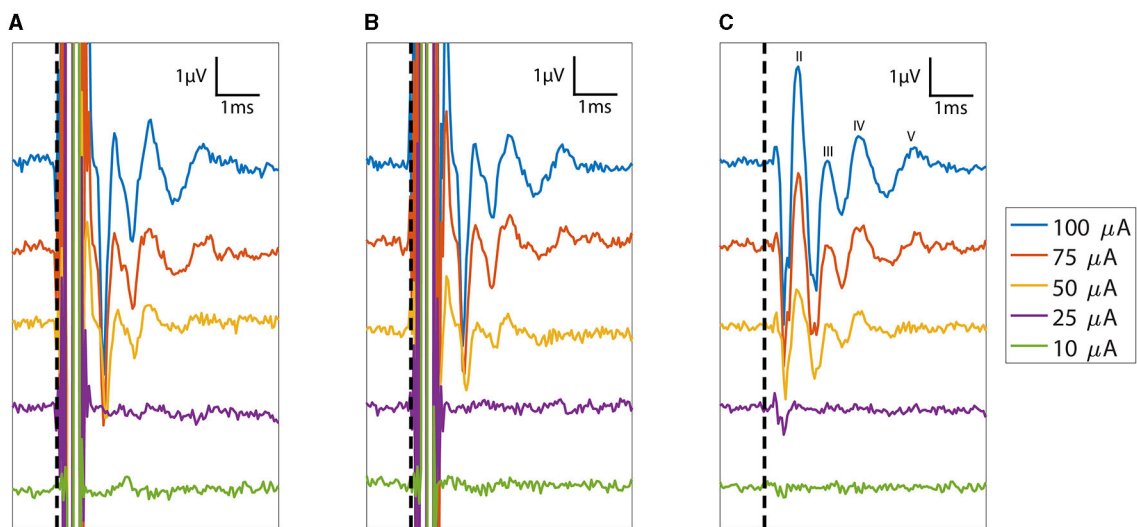 A
B
C
1µV
1ms
1µV
1ms
II
III
IV
V
1µV
1ms
100 µA
75 µA
50 µA
25 µA
10 µA